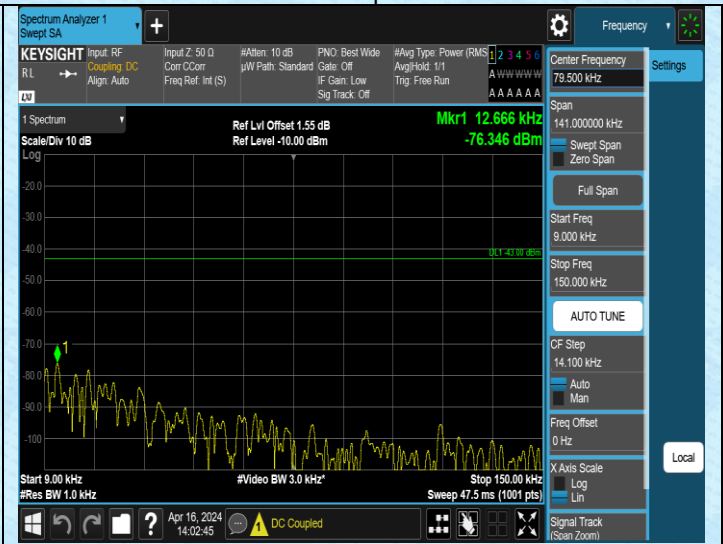 Spectrum Analyzer 1
Swept SA
+
Frequency
KEYSIGHT
RL
LXI
Input: RF
Coupling: DC
Align: Auto
Input Z: 50 Ω
Corr CCorr
Freq Ref: Int (S)
#Atten: 10 dB
µW Path: Standard
PNO: Best Wide
Gate: Off
IF Gain: Low
Sig Track: Off
#Avg Type: Power (RMS
Avg|Hold: 1/1
Trig: Free Run
1 2 3 4 5 6
A W W W W W
A A A A A A
Center Frequency
79.500 kHz
Settings
1 Spectrum
Scale/Div 10 dB
Log
Ref Lvl Offset 1.55 dB
Ref Level -10.00 dBm
Mkr1 12.666 kHz
-76.346 dBm
Span
141.000000 kHz
Swept Span
Zero Span
Full Span
Start Freq
9.000 kHz
Stop Freq
150.000 kHz
AUTO TUNE
CF Step
14.100 kHz
Auto
Man
Freq Offset
0 Hz
X Axis Scale
Log
Lin
Signal Track
(Span Zoom)
Local
-20.0
-30.0
-40.0
DL1 -43.00 dBm
-50.0
-60.0
-70.0
1
-80.0
-90.0
-100
Start 9.00 kHz
#Res BW 1.0 kHz
#Video BW 3.0 kHz*
Stop 150.00 kHz
Sweep 47.5 ms (1001 pts)
?
Apr 16, 2024
14:02:45
DC Coupled